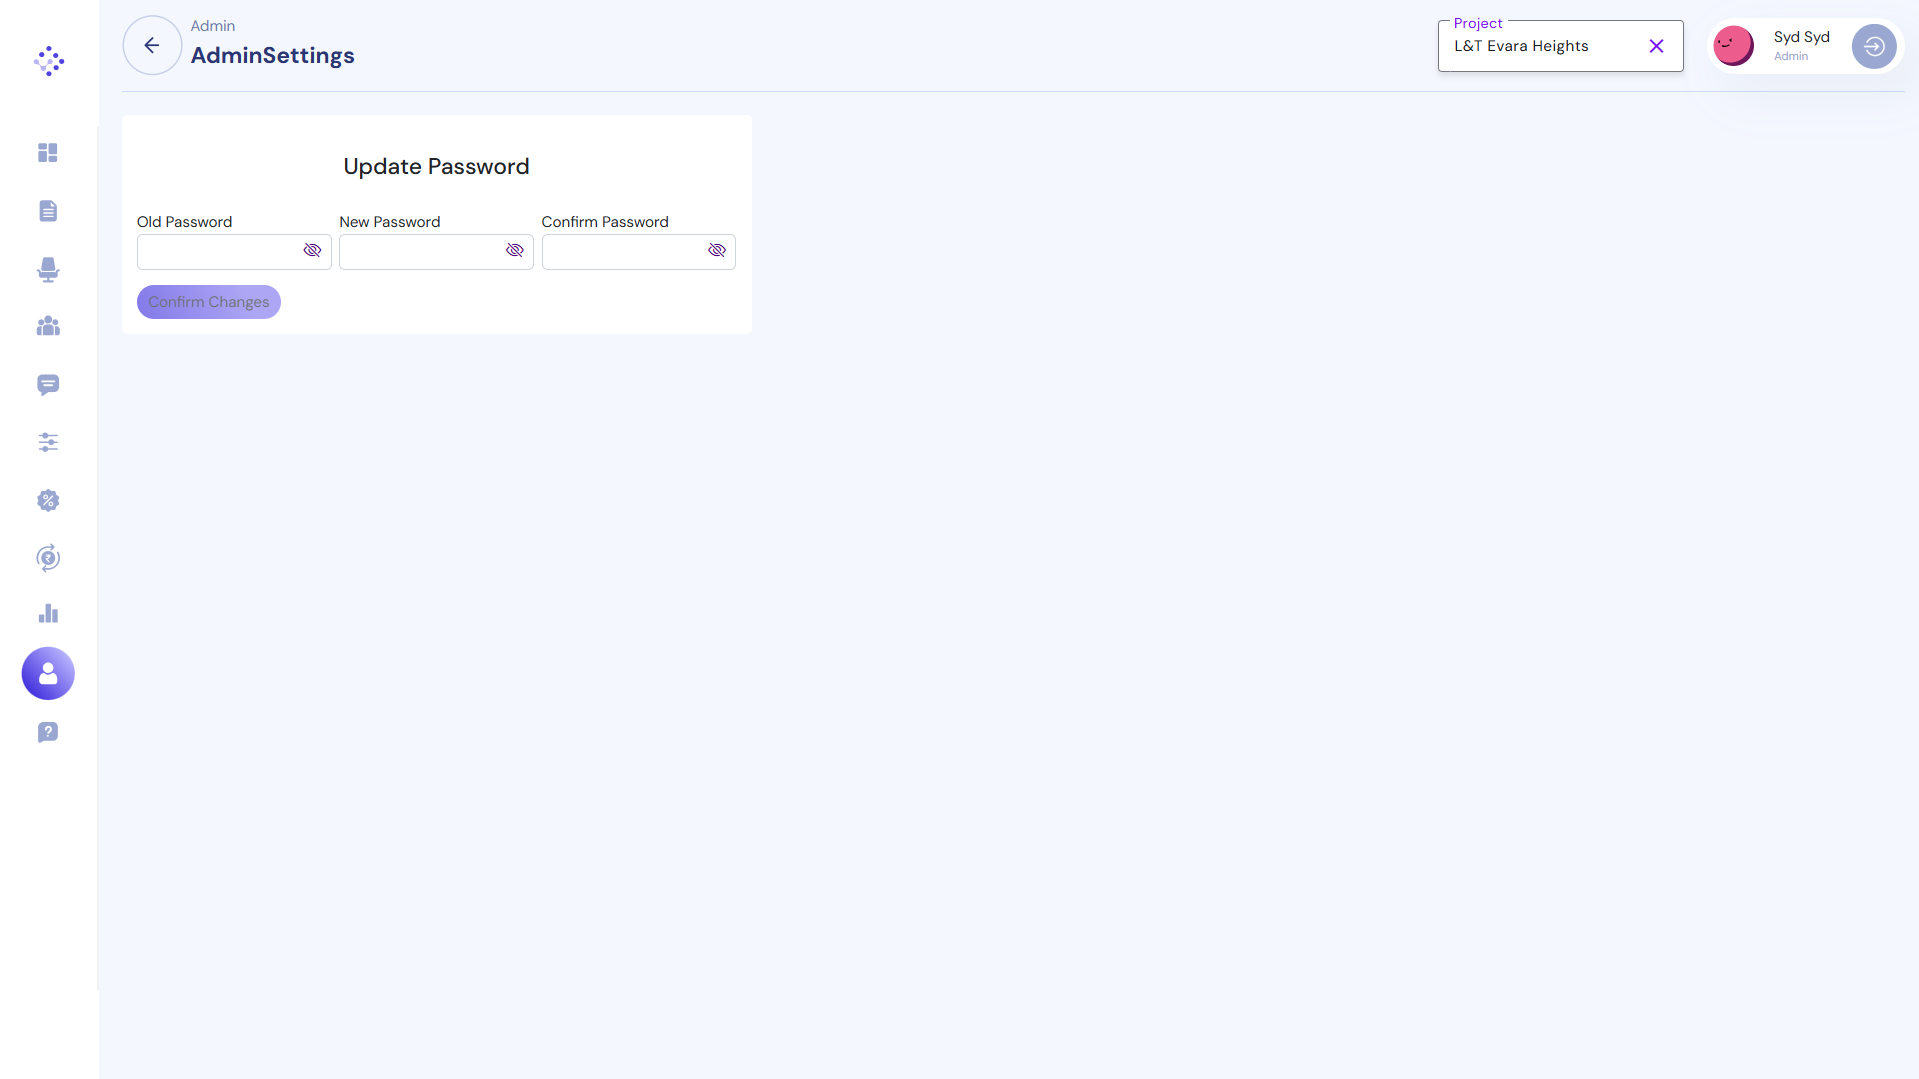 Admin
AdminSettings
Project
L&T Evara Heights
Syd Syd
Admin
Update Password
Old Password
New Password
Confirm Password
Confirm Changes